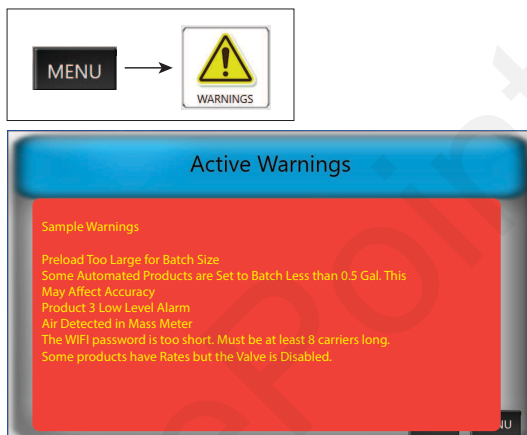 MENU
WARNINGS
Active Warnings
Sample Warnings
Preload Too Large for Batch Size
Some Automated Products are Set to Batch Less than 0.5 Gal. This
May Affect Accuracy
Product 3 Low Level Alarm
Air Detected in Mass Meter
The WIFI password is too short. Must be at least 8 carriers long.
Some products have Rates but the Valve is Disabled.